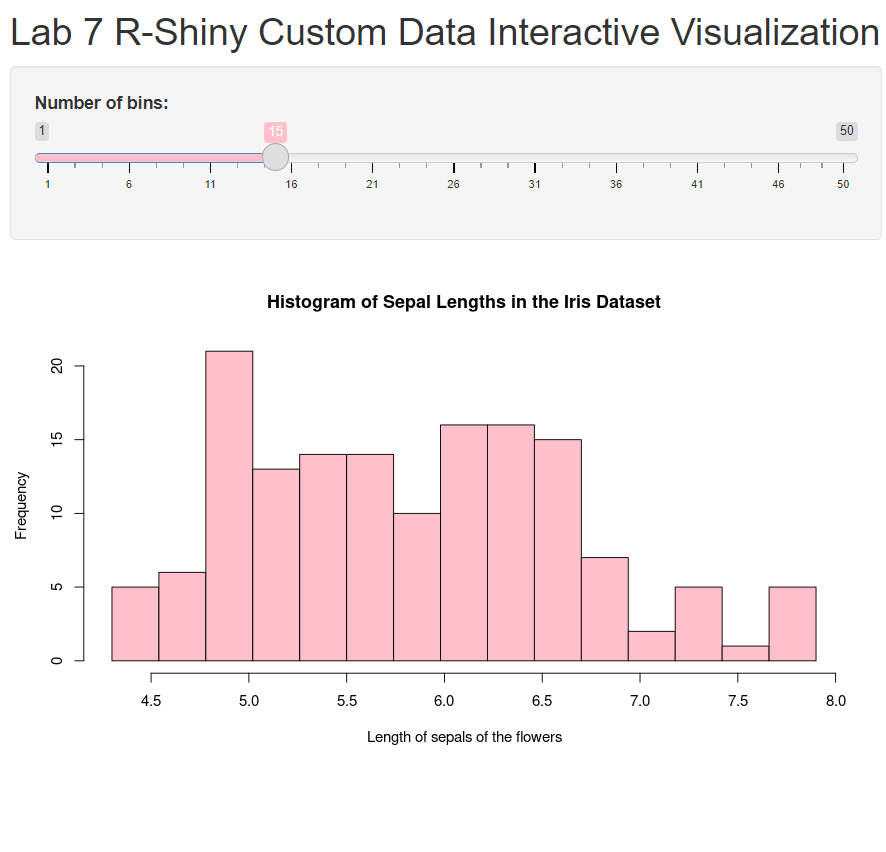 Lab 7 R-Shiny Custom Data Interactive Visualization
Number of bins:
1 15 50
1 6 11 16 21 26 31 36 41 46 50
Histogram of Sepal Lengths in the Iris Dataset
20
15
10
5
0
Frequency
4.5 5.0 5.5 6.0 6.5 7.0 7.5 8.0
Length of sepals of the flowers